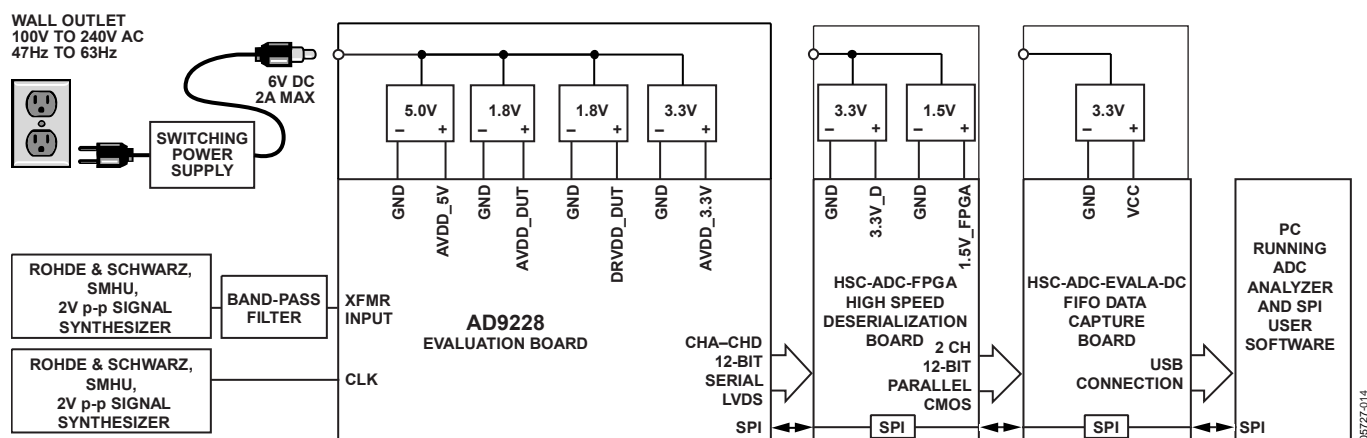 WALL OUTLET
100V TO 240V AC
47Hz TO 63Hz
6V DC
2A MAX
SWITCHING
POWER
SUPPLY
5.0V
– +
1.8V
– +
1.8V
– +
3.3V
– +
GND
AVDD_5V
GND
AVDD_DUT
GND
DRVDD_DUT
GND
AVDD_3.3V
3.3V
– +
1.5V
– +
GND
3.3V_D
GND
1.5V_FPGA
3.3V
– +
GND
VCC
ROHDE & SCHWARZ,
SMHU,
2V p-p SIGNAL
SYNTHESIZER
BAND-PASS
FILTER
XFMR
INPUT
ROHDE & SCHWARZ,
SMHU,
2V p-p SIGNAL
SYNTHESIZER
CLK
AD9228
EVALUATION BOARD
CHA–CHD
12-BIT
SERIAL
LVDS
SPI
HSC-ADC-FPGA
HIGH SPEED
DESERIALIZATION
BOARD
2 CH
12-BIT
PARALLEL
CMOS
SPI
HSC-ADC-EVALA-DC
FIFO DATA
CAPTURE
BOARD
USB
CONNECTION
SPI
PC
RUNNING
ADC
ANALYZER
AND SPI
USER
SOFTWARE
SPI
05727-014